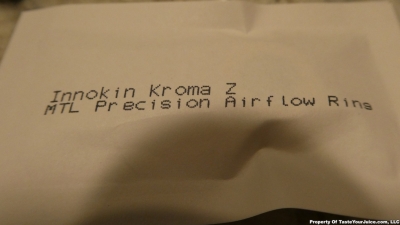 Innokin Kroma Z
MTL Precision Airflow Ring
Property Of TasteYourJuice.com, LLC